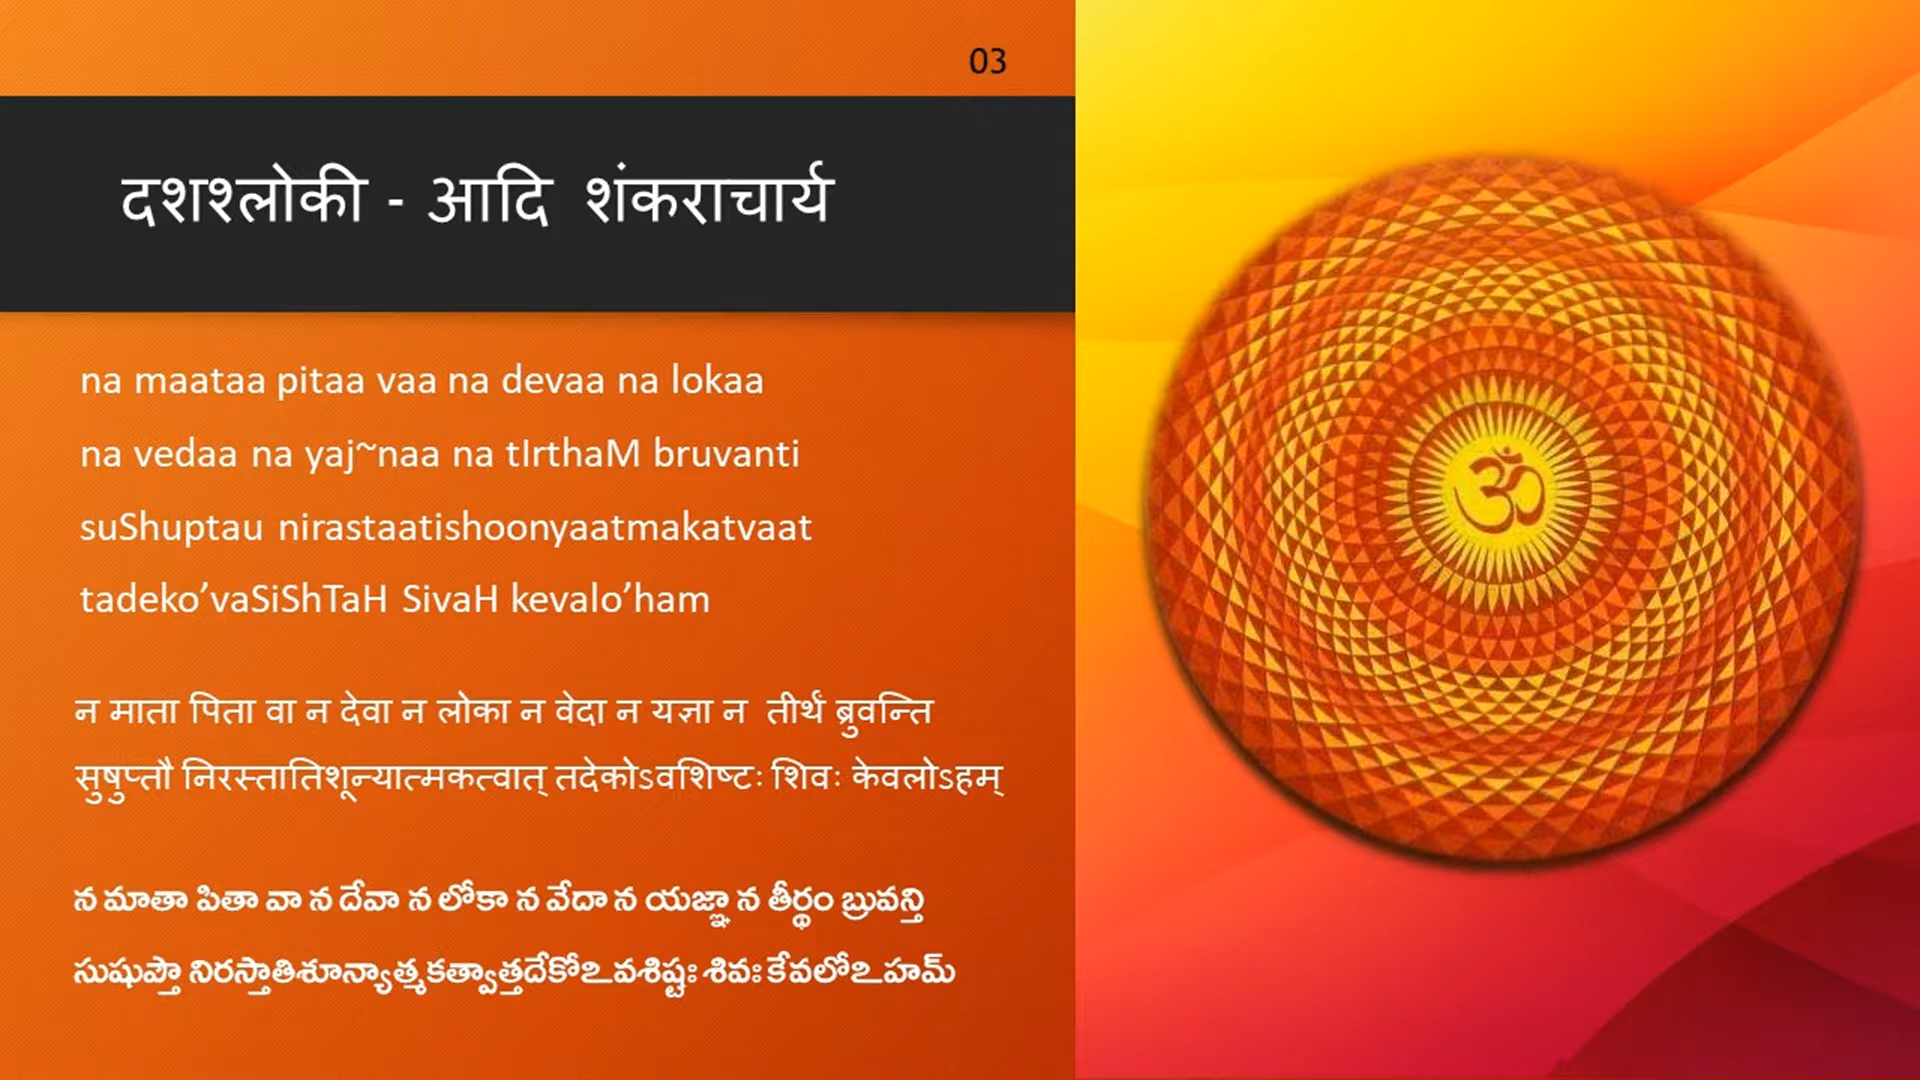 03
दशश्लोकी - आदि शंकराचार्य
na maataa pitaa vaa na devaa na lokaa
na vedaa na yaj~naa na tIrthaM bruvanti
suShuptau nirastaatishoonyaatmakatvaat
tadeko’vaSiShTaH SivaH kevalo’ham
न माता पिता वा न देवा न लोका न वेदा न यज्ञा न तीर्थं ब्रुवन्ति
सुषुप्तौ निरस्तातिशून्यात्मकत्वात् तदेकोऽवशिष्टः शिवः केवलोऽहम्
న మాతా పితా వా న దేవా న లోకా న వేదా న యజ్ఞా న తీర్థం బ్రువన్తి
సుషుప్తౌ నిరస్తాతిశూన్యాత్మకత్వాత్తదేకోఽవశిష్టః శివః కేవలోఽహమ్
ॐ